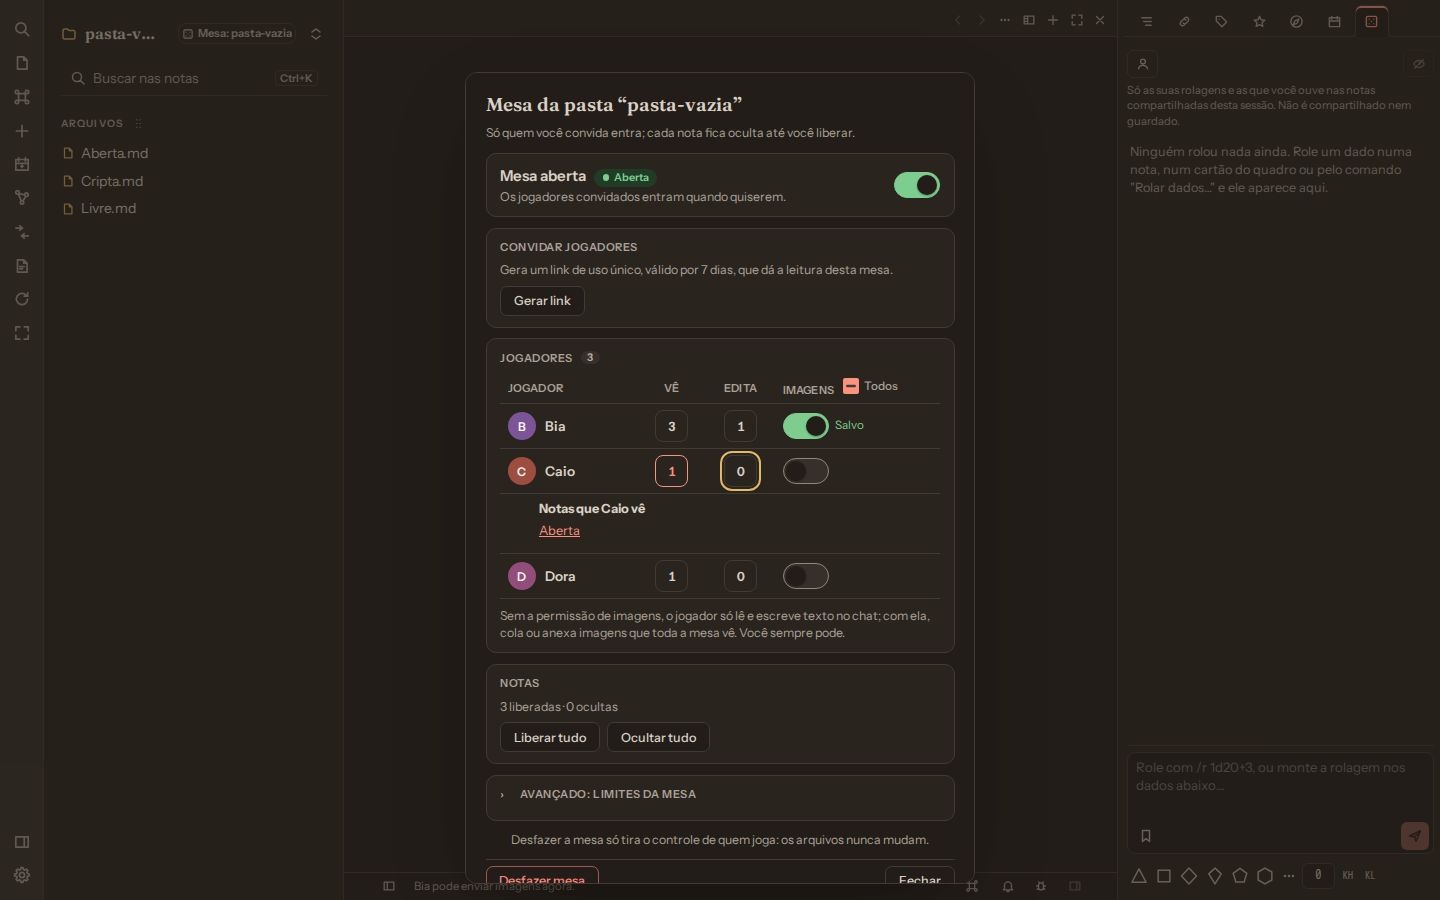 pasta-v...
Mesa: pasta-vazia
Buscar nas notas
Ctrl+K
ARQUIVOS
Aberta.md
Cripta.md
Livre.md
Mesa da pasta “pasta-vazia”
Só quem você convida entra; cada nota fica oculta até você liberar.
Mesa aberta
Aberta
Os jogadores convidados entram quando quiserem.
CONVIDAR JOGADORES
Gera um link de uso único, válido por 7 dias, que dá a leitura desta mesa.
Gerar link
JOGADORES 3
JOGADOR VÊ EDITA IMAGENS Todos
B Bia 3 1 Salvo
C Caio 1 0
Notas que Caio vê
Aberta
D Dora 1 0
Sem a permissão de imagens, o jogador só lê e escreve texto no chat; com ela,
cola ou anexa imagens que toda a mesa vê. Você sempre pode.
NOTAS
3 liberadas · 0 ocultas
Liberar tudo
Ocultar tudo
› AVANÇADO: LIMITES DA MESA
Desfazer a mesa só tira o controle de quem joga: os arquivos nunca mudam.
Desfazer mesa
Fechar
Bia pode enviar imagens agora.
Só as suas rolagens e as que você ouve nas notas
compartilhadas desta sessão. Não é compartilhado nem
guardado.
Ninguém rolou nada ainda. Role um dado numa
nota, num cartão do quadro ou pelo comando
"Rolar dados…" e ele aparece aqui.
Role com /r 1d20+3, ou monte a rolagem nos
dados abaixo…
0
KH
KL